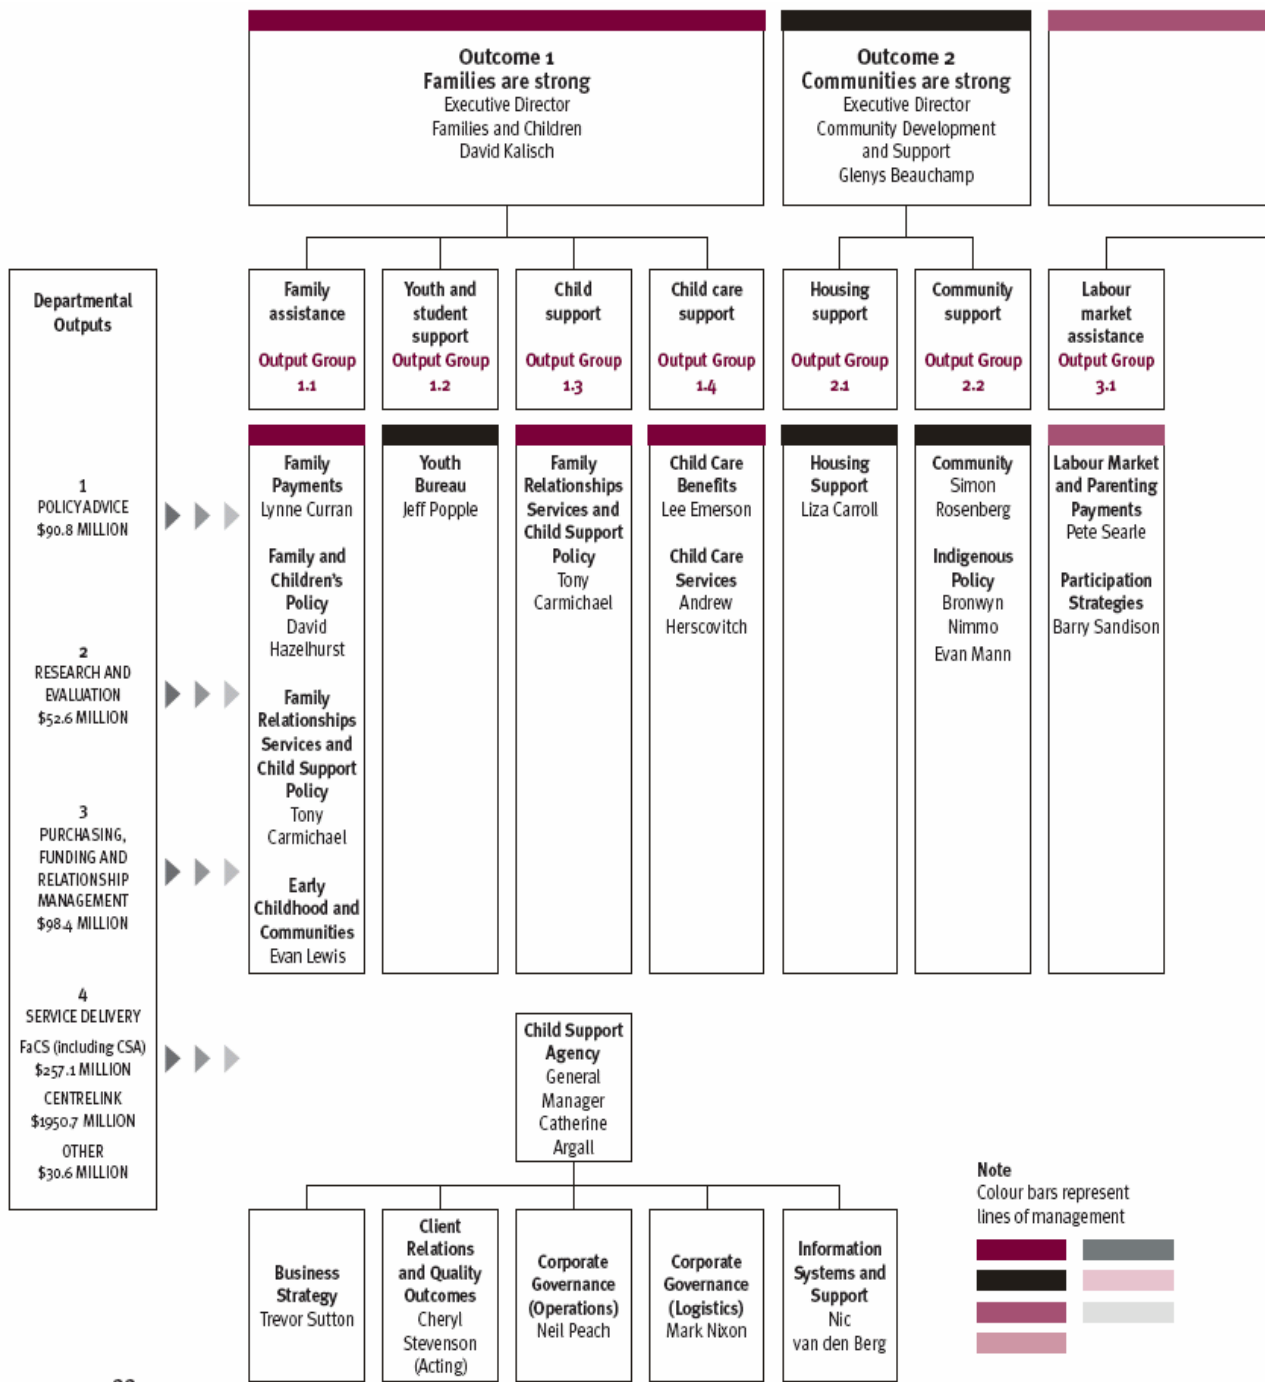 Outcome 1
Families are strong
Executive Director
Families and Children
David Kalisch
Outcome 2
Communities are strong
Executive Director
Community Development
and Support
Glenys Beauchamp
Departmental
Outputs
1
POLICY ADVICE
$90.8 MILLION
2
RESEARCH AND
EVALUATION
$52.6 MILLION
3
PURCHASING,
FUNDING AND
RELATIONSHIP
MANAGEMENT
$98.4 MILLION
4
SERVICE DELIVERY
FaCS (including CSA)
$257.1 MILLION
CENTRELINK
$1950.7 MILLION
OTHER
$30.6 MILLION
Family
assistance
Output Group
1.1
Youth and
student
support
Output Group
1.2
Child
support
Output Group
1.3
Child care
support
Output Group
1.4
Housing
support
Output Group
2.1
Community
support
Output Group
2.2
Labour
market
assistance
Output Group
3.1
Family
Payments
Lynne Curran
Family and
Children's
Policy
David
Hazelhurst
Family
Relationships
Services and
Child Support
Policy
Tony
Carmichael
Early
Childhood and
Communities
Evan Lewis
Youth
Bureau
Jeff Popple
Family
Relationships
Services and
Child Support
Policy
Tony
Carmichael
Child Care
Benefits
Lee Emerson
Child Care
Services
Andrew
Herscovitch
Housing
Support
Liza Carroll
Community
Simon
Rosenberg
Indigenous
Policy
Bronwyn
Nimmo
Evan Mann
Labour Market
and Parenting
Payments
Pete Searle
Participation
Strategies
Barry Sandison
Child Support
Agency
General
Manager
Catherine
Argall
Business
Strategy
Trevor Sutton
Client
Relations
and Quality
Outcomes
Cheryl
Stevenson
(Acting)
Corporate
Governance
(Operations)
Neil Peach
Corporate
Governance
(Logistics)
Mark Nixon
Information
Systems and
Support
Nic
van den Berg
Note
Colour bars represent
lines of management